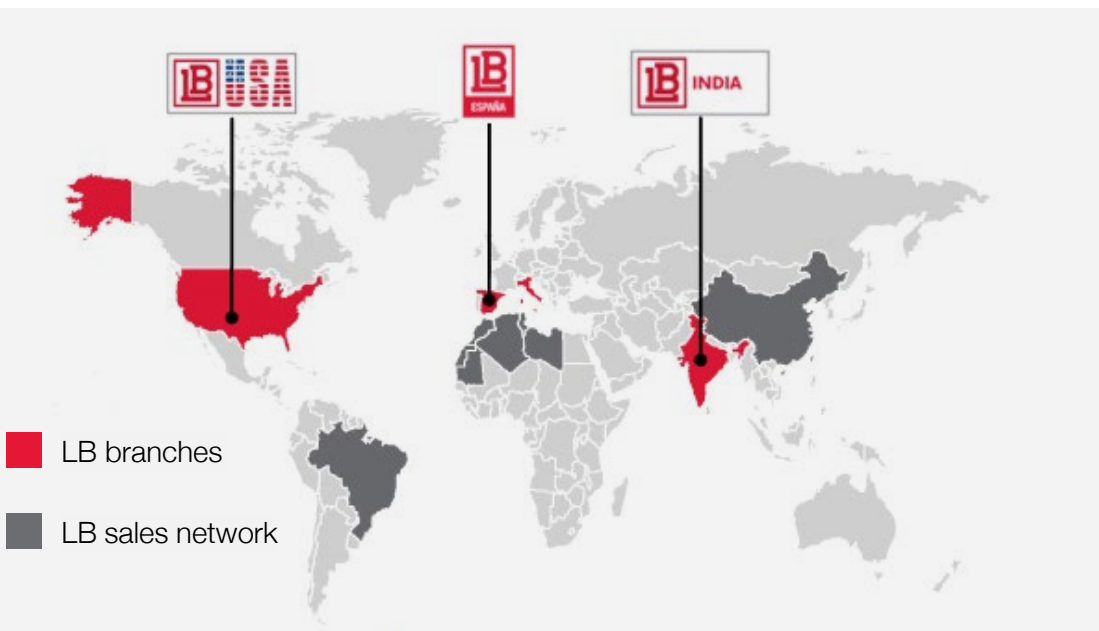 LB USA
LB
ESPAÑA
LB INDIA
LB branches
LB sales network